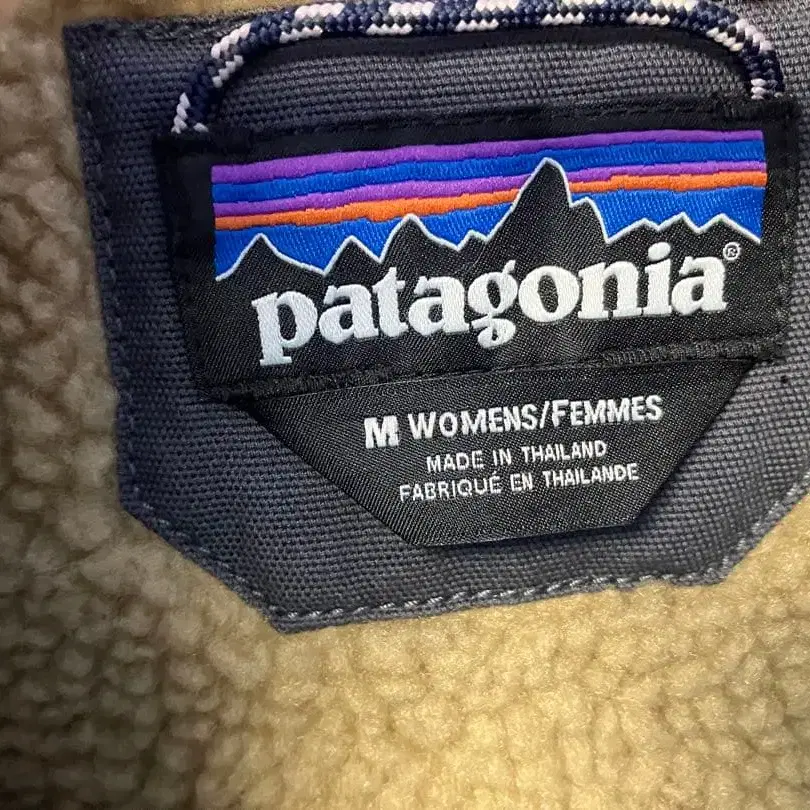 patagonia®
M WOMENS/FEMMES
MADE IN THAILAND
FABRIQUÉ EN THAILANDE